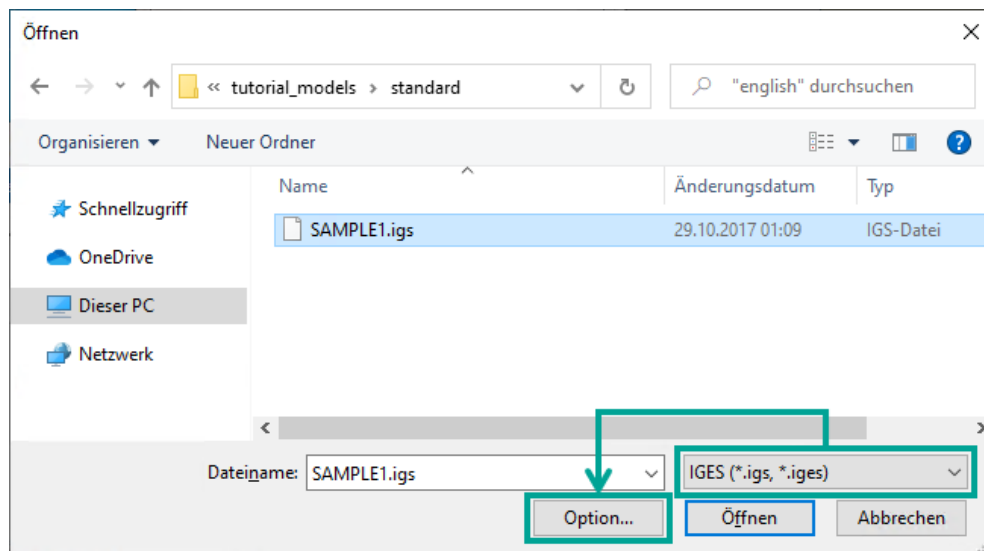 Öffnen
« tutorial_models › standard
"english" durchsuchen
Organisieren
Neuer Ordner
Name Änderungsdatum Typ
Schnellzugriff
SAMPLE1.igs 29.10.2017 01:09 IGS-Datei
OneDrive
Dieser PC
Netzwerk
Dateiname: SAMPLE1.igs IGES (*.igs, *.iges)
Option... Öffnen Abbrechen